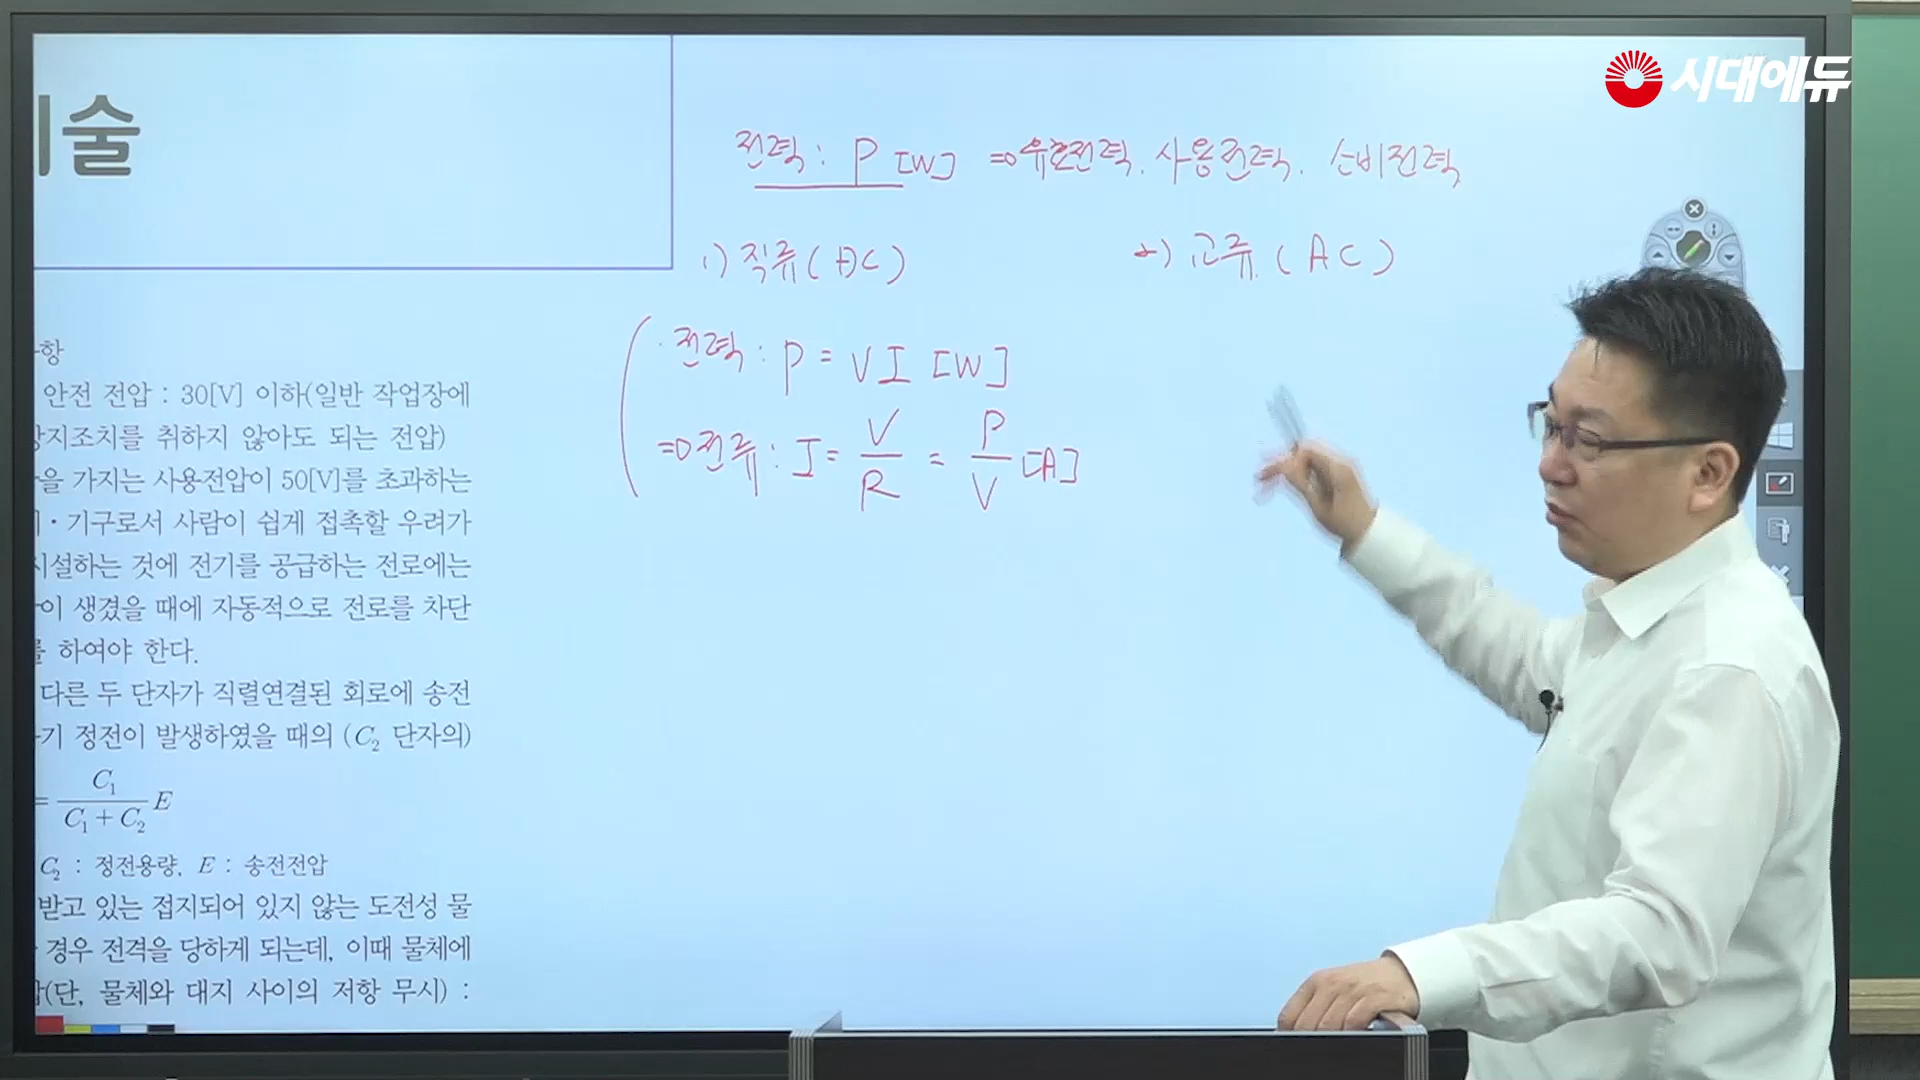 시대에듀
술
전력 : P [W] ⇒ 유효전력. 사용전력. 소비전력
1) 직류 (DC)
2) 교류. (AC)
· 전력 : P = VI [W]
⇒ 전류 : I = V/R = P/V [A]
항
안전 전압 : 30[V] 이하(일반 작업장에
지조치를 취하지 않아도 되는 전압)
을 가지는 사용전압이 50[V]를 초과하는
· 기구로서 사람이 쉽게 접촉할 우려가
시설하는 것에 전기를 공급하는 전로에는
이 생겼을 때에 자동적으로 전로를 차단
를 하여야 한다.
다른 두 단자가 직렬연결된 회로에 송전
정전이 발생하였을 때의 (C₂ 단자의)
= C₁/(C₁ + C₂) E
C₂ : 정전용량, E : 송전전압
받고 있는 접지되어 있지 않는 도전성 물
경우 전격을 당하게 되는데, 이때 물체에
(단, 물체와 대지 사이의 저항 무시) :